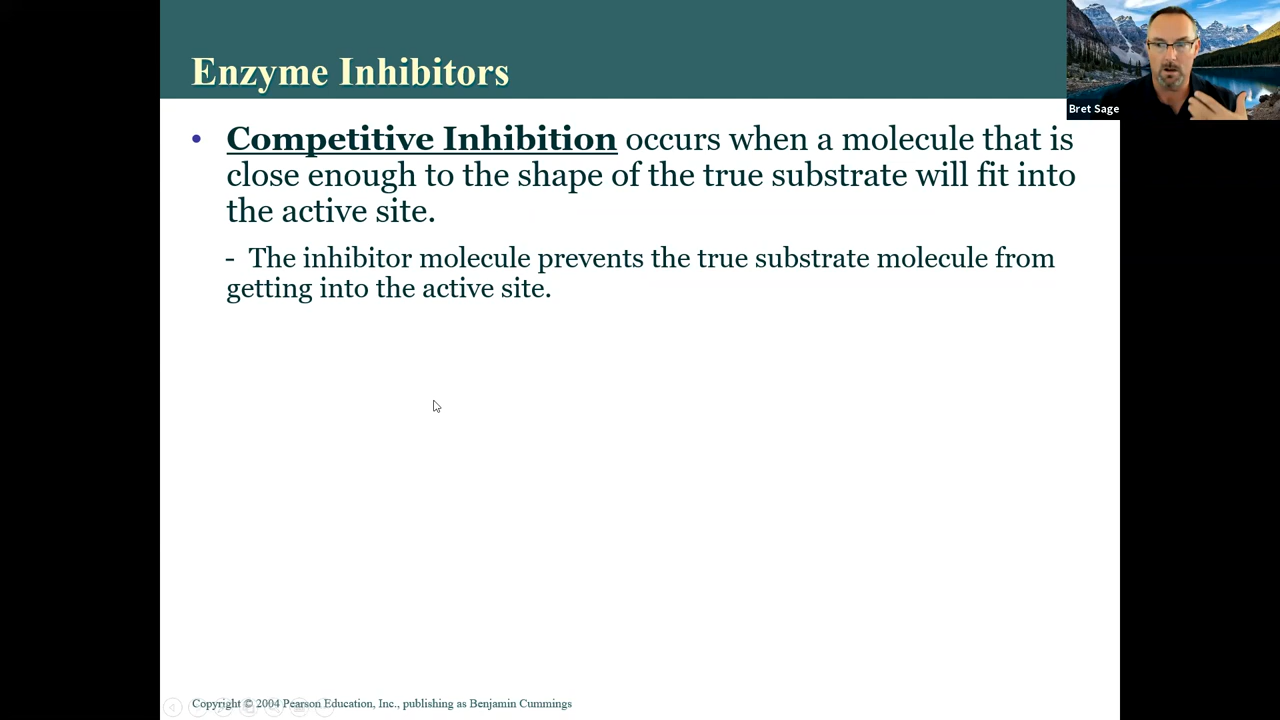 Enzyme Inhibitors
Bret Sage
• Competitive Inhibition occurs when a molecule that is
close enough to the shape of the true substrate will fit into
the active site.
- The inhibitor molecule prevents the true substrate molecule from
getting into the active site.
Copyright © 2004 Pearson Education, Inc., publishing as Benjamin Cummings